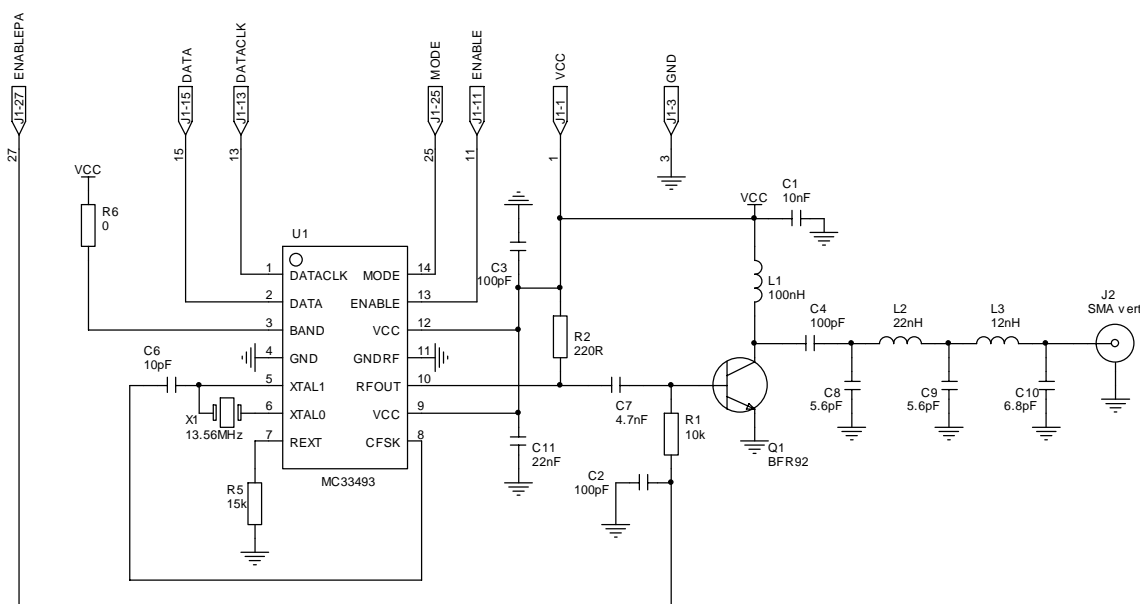 ENABLEPA
J1-27
27
DATA
J1-15
15
DATACLK
J1-13
13
MODE
J1-25
25
ENABLE
J1-11
11
VCC
J1-1
1
GND
J1-3
3
VCC
R6
0
U1
1
DATACLK
2
DATA
3
BAND
4
GND
5
XTAL1
6
XTAL0
7
REXT
MODE
14
ENABLE
13
VCC
12
GNDRF
11
RFOUT
10
VCC
9
CFSK
8
MC33493
C6
10pF
X1
13.56MHz
R5
15k
C3
100pF
C11
22nF
R2
220R
C7
4.7nF
R1
10k
C2
100pF
VCC
C1
10nF
L1
100nH
Q1
BFR92
C4
100pF
L2
22nH
L3
12nH
C8
5.6pF
C9
5.6pF
C10
6.8pF
J2
SMA vert